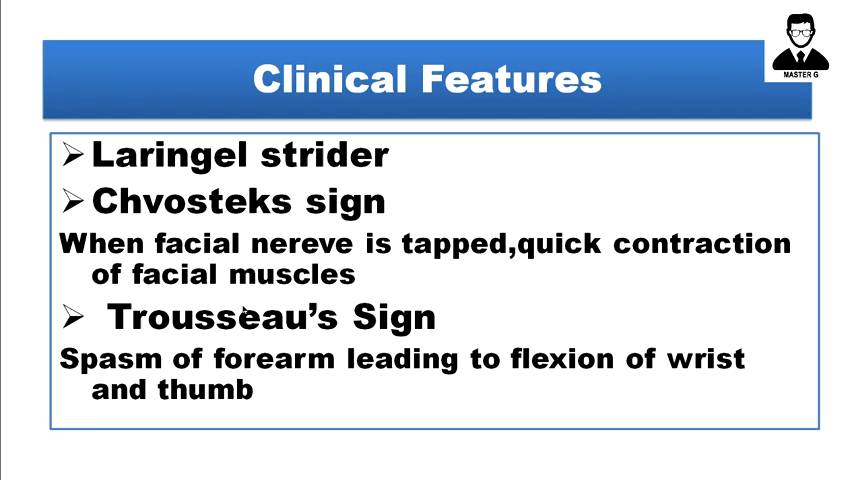 MASTER G
Clinical Features
➢ Laringel strider
➢ Chvosteks sign
When facial nereve is tapped,quick contraction
of facial muscles
➢ Trousseau’s Sign
Spasm of forearm leading to flexion of wrist
and thumb